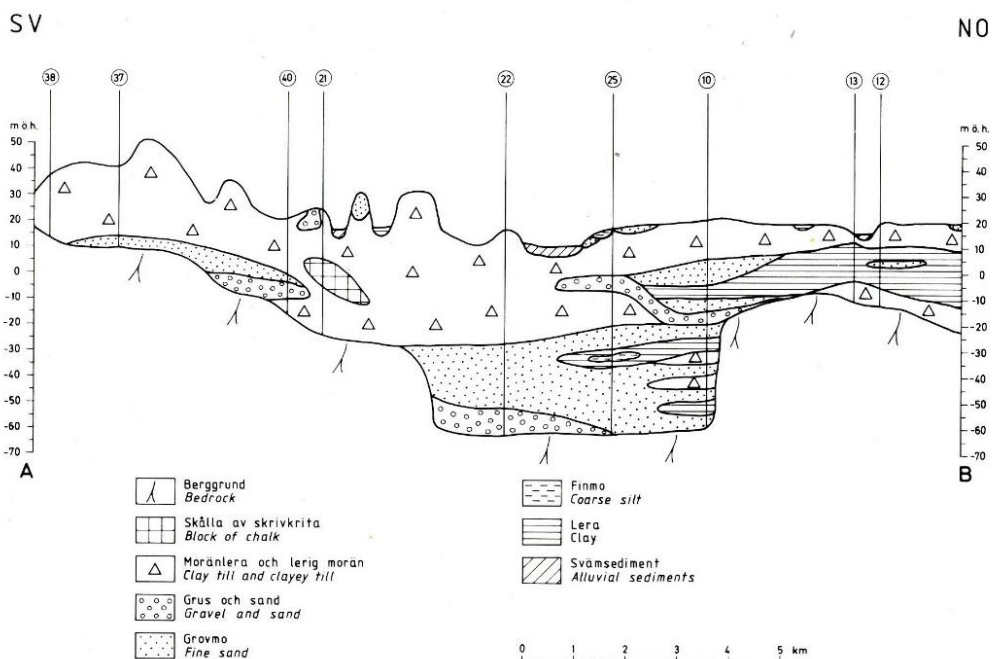 SV
NO
38 37 40 21 22 25 10 13 12
m ö.h.
50
40
30
20
10
0
-10
-20
-30
-40
-50
-60
-70
A
m ö.h.
50
40
30
20
10
0
-10
-20
-30
-40
-50
-60
-70
B
Berggrund
Bedrock
Skålla av skrivkrita
Block of chalk
Moränlera och lerig morän
Clay till and clayey till
Grus och sand
Gravel and sand
Grovmo
Fine sand
Finmo
Coarse silt
Lera
Clay
Svämsediment
Alluvial sediments
0 1 2 3 4 5 km